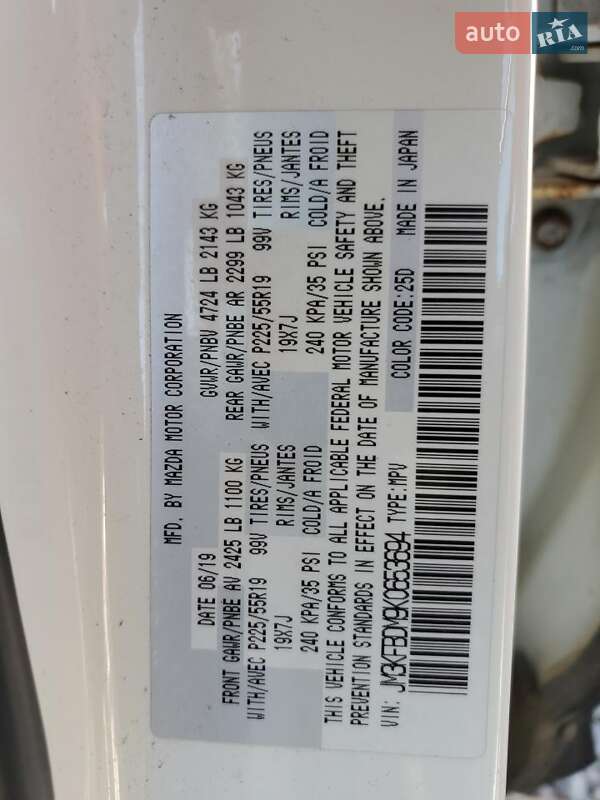 auto RIA .com
MFD. BY MAZDA MOTOR CORPORATION
DATE 06/19 GVWR/PNBV 4724 LB 2143 KG
FRONT GAWR/PNBE AV 2425 LB 1100 KG REAR GAWR/PNBE AR 2299 LB 1043 KG
WITH/AVEC P225/55R19 99V TIRES/PNEUS WITH/AVEC P225/55R19 99V TIRES/PNEUS
19X7J RIMS/JANTES 19X7J RIMS/JANTES
240 KPA/35 PSI COLD/A FROID 240 KPA/35 PSI COLD/A FROID
THIS VEHICLE CONFORMS TO ALL APPLICABLE FEDERAL MOTOR VEHICLE SAFETY AND THEFT
PREVENTION STANDARDS IN EFFECT ON THE DATE OF MANUFACTURE SHOWN ABOVE.
VIN: JM3KFBDM9K0653694 TYPE:MPV COLOR CODE:25D MADE IN JAPAN